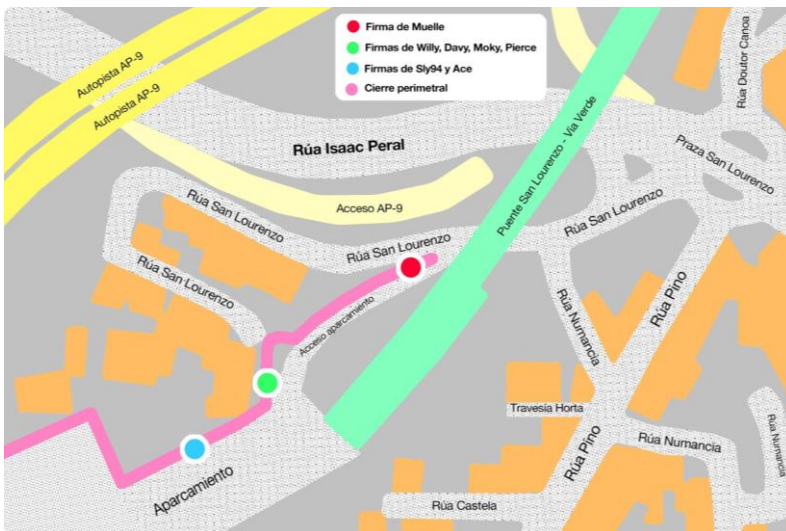 Firma de Muelle
Firmas de Willy, Davy, Moky, Pierce
Firmas de Sly94 y Ace
Cierre perimetral
Autopista AP-9
Autopista AP-9
Rúa Isaac Peral
Acceso AP-9
Puente San Lourenzo - Vía Verde
Rúa Doutor Canoa
Praza San Lourenzo
Rúa San Lourenzo
Rúa San Lourenzo
Rúa San Lourenzo
Rúa San Lourenzo
Acceso aparcamiento
Rúa Numancia
Rúa Pino
Travesía Horta
Rúa Pino
Rúa Numancia
Rúa Numancia
Aparcamiento
Rúa Castela